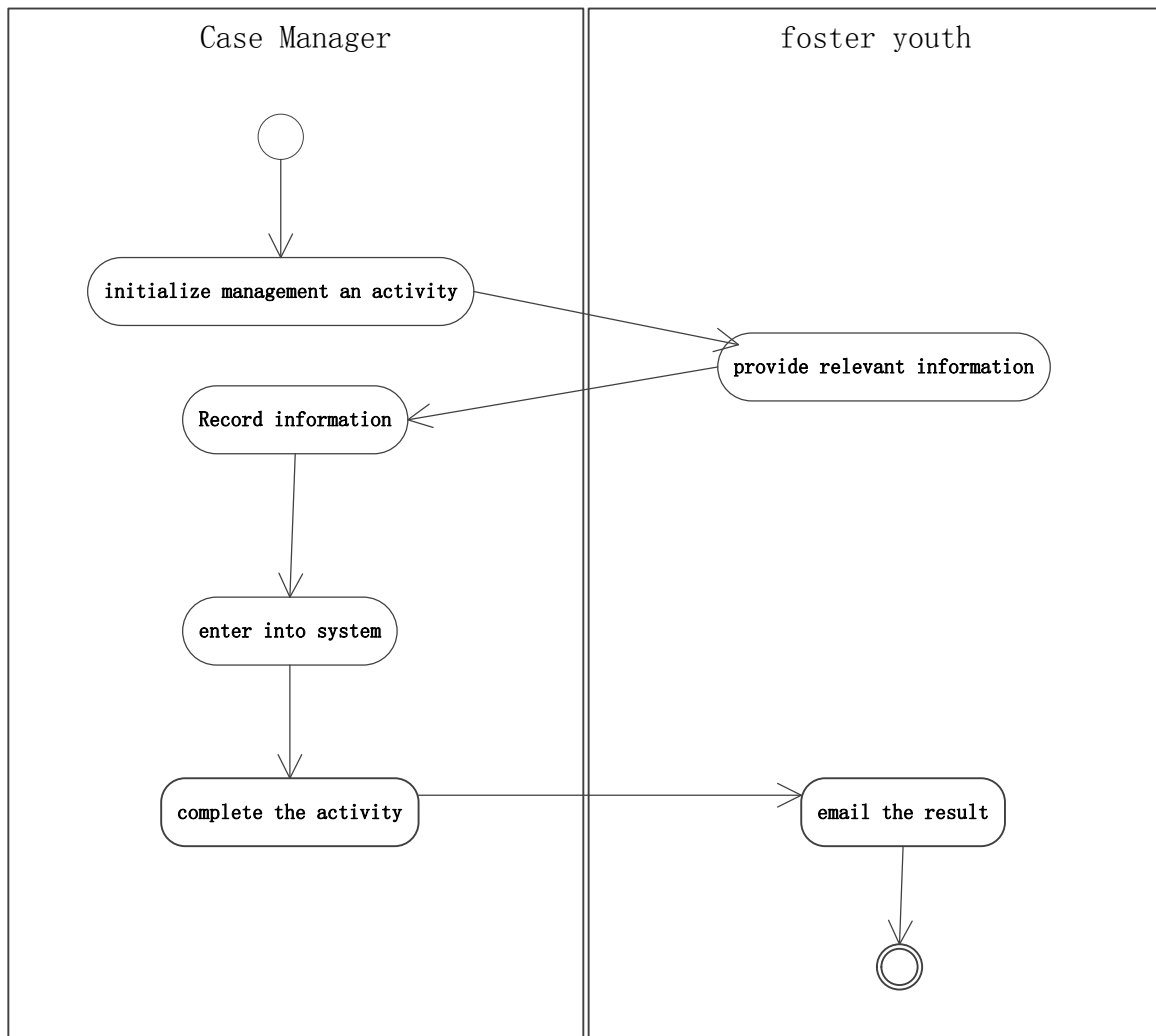 Case Manager
foster youth
initialize management an activity
provide relevant information
Record information
enter into system
complete the activity
email the result